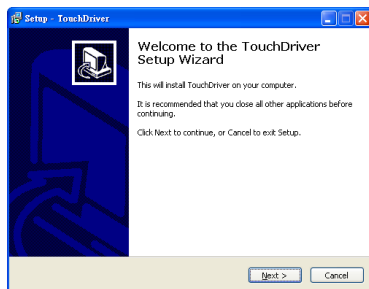 Setup - TouchDriver
Welcome to the TouchDriver
Setup Wizard
This will install TouchDriver on your computer.
It is recommended that you close all other applications before
continuing.
Click Next to continue, or Cancel to exit Setup.
Next >
Cancel